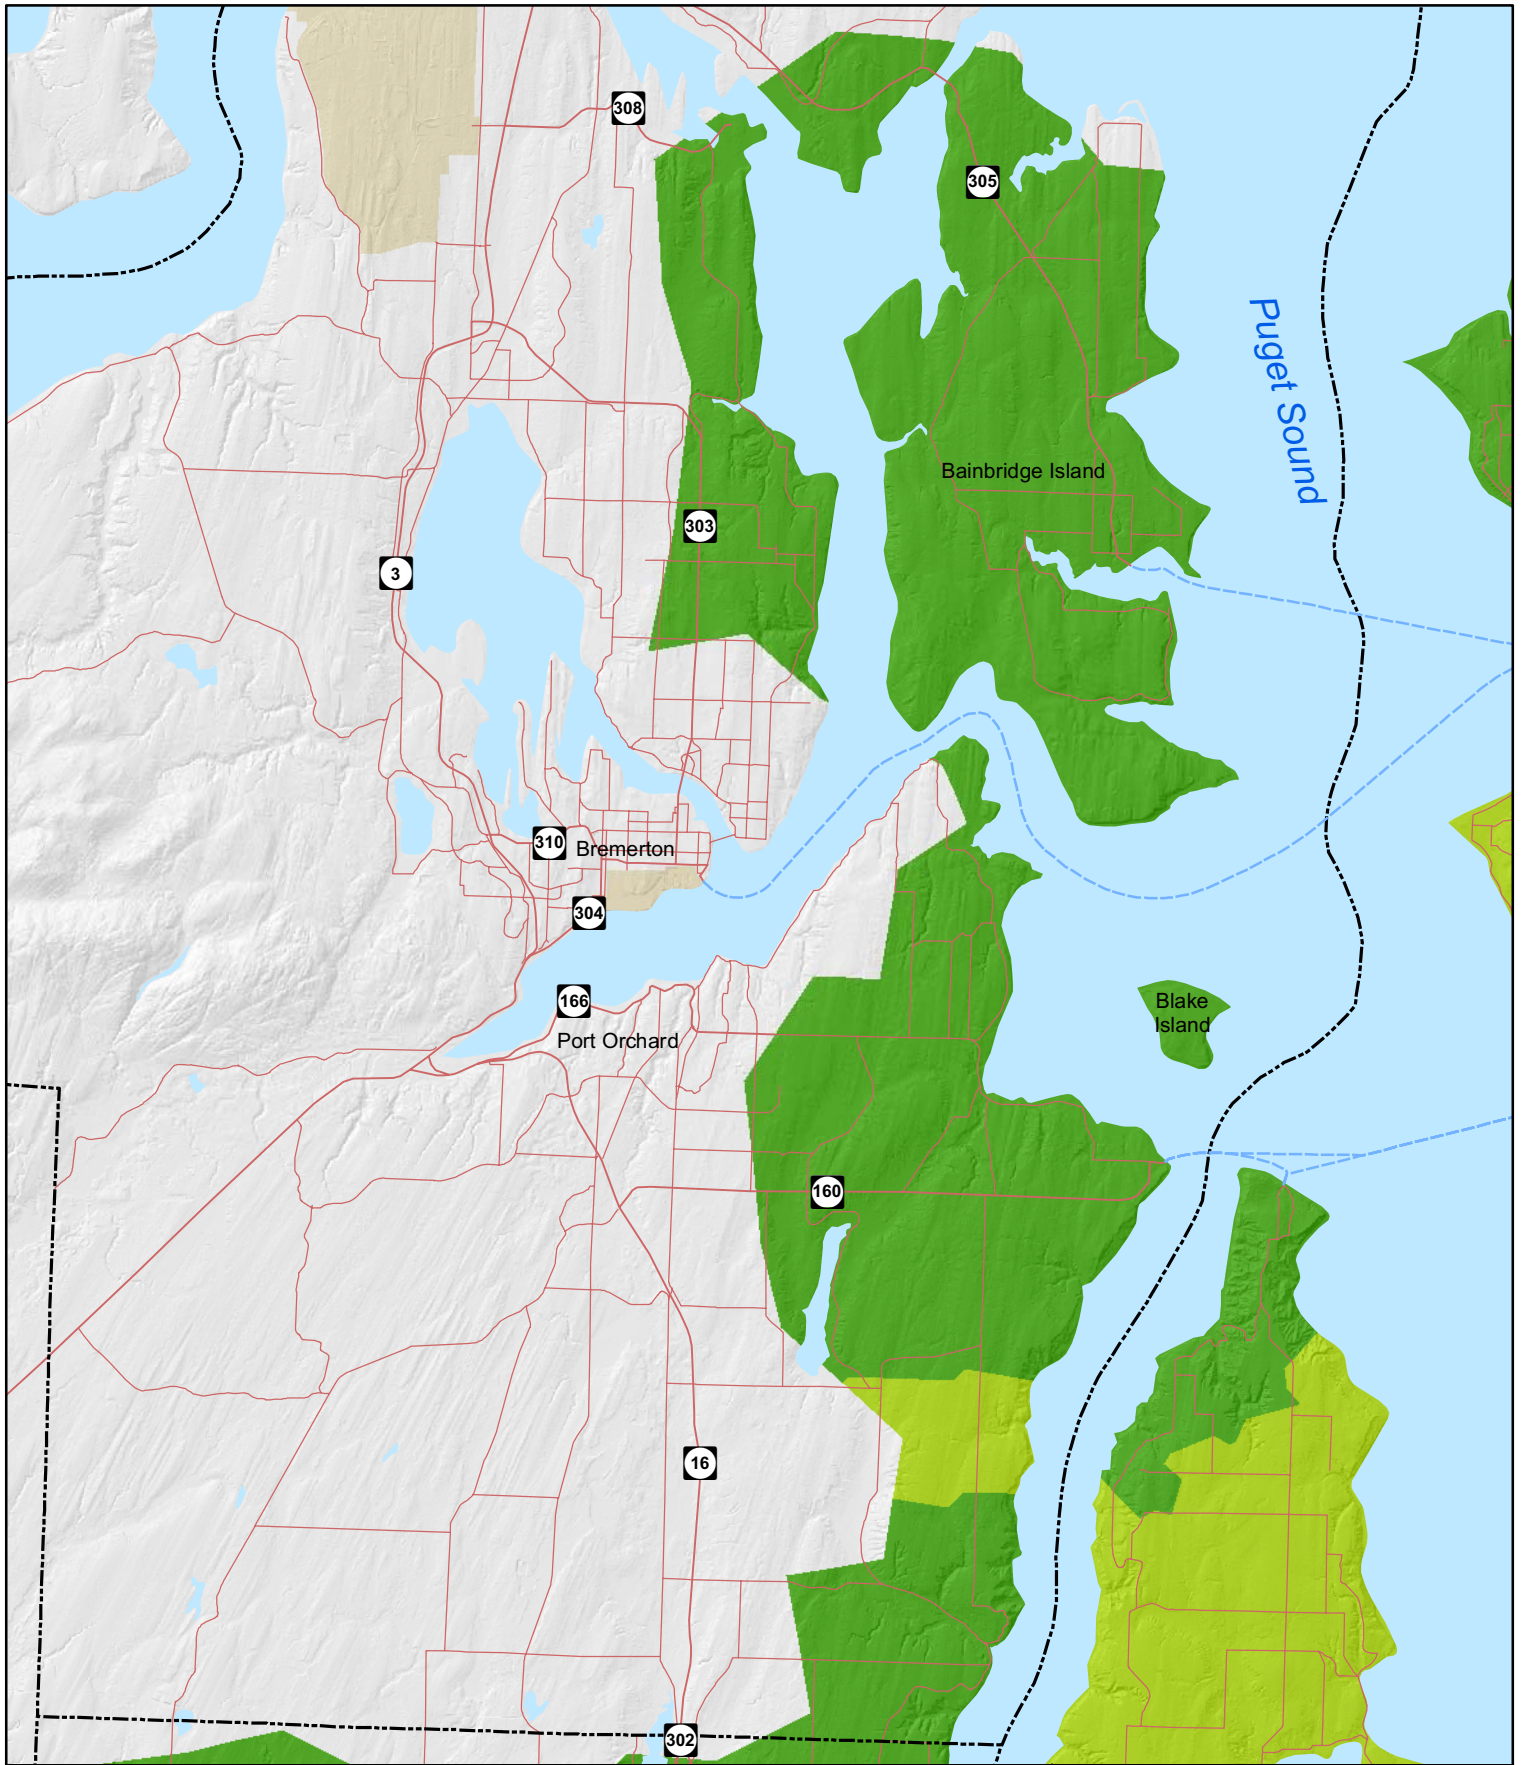 308
305
Puget Sound
Bainbridge Island
303
3
310
Bremerton
304
166
Blake
Island
Port Orchard
160
16
302